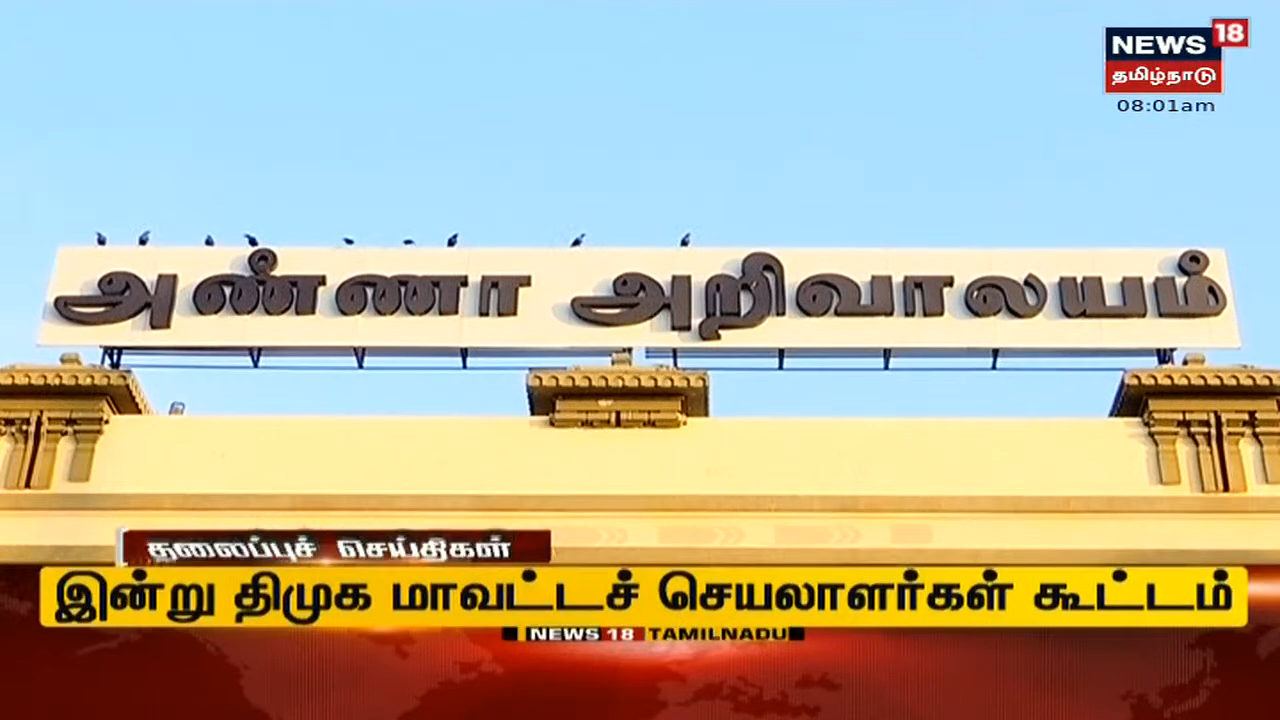 NEWS 18
தமிழ்நாடு
08:01am
அண்ணா அறிவாலயம்
தலைப்புச் செய்திகள்
இன்று திமுக மாவட்டச் செயலாளர்கள் கூட்டம்
NEWS 18 TAMILNADU